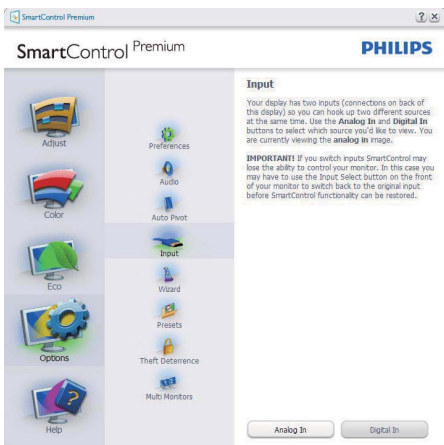 SmartControl Premium
SmartControl Premium
PHILIPS
Adjust
Color
Eco
Options
Help
Preferences
Audio
Auto Pivot
Input
Wizard
Presets
Theft Deterrence
Multi Monitors
Input
Your display has two inputs (connections on back of
this display) so you can hook up two different sources
at the same time. Use the Analog In and Digital In
buttons to select which source you'd like to view. You
are currently viewing the analog in image.
IMPORTANT! If you switch inputs SmartControl may
lose the ability to control your monitor. In this case you
may have to use the Input Select button on the front
of your monitor to switch back to the original input
before SmartControl functionality can be restored.
Analog In
Digital In